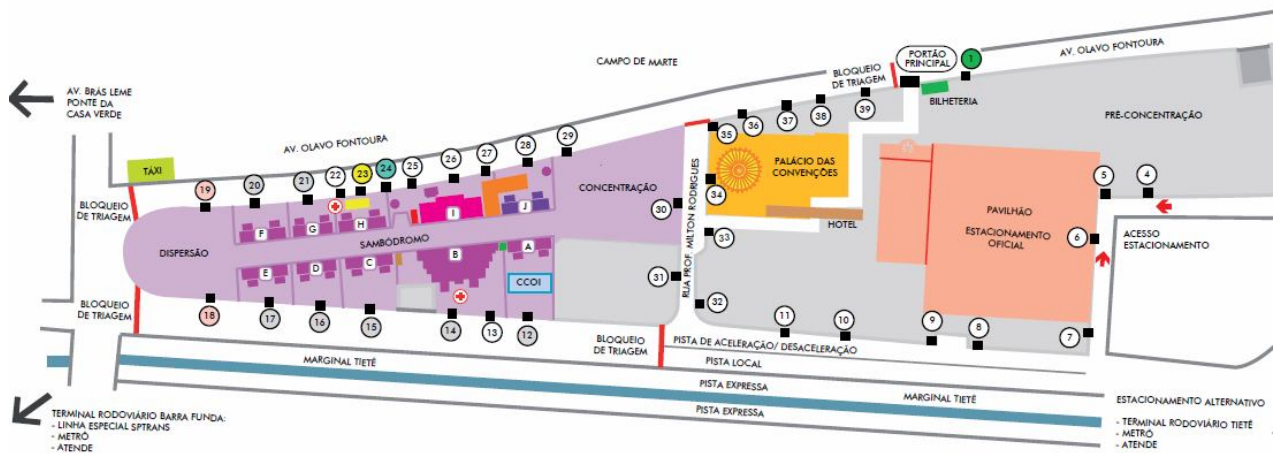 PORTÃO
PRINCIPAL
1
AV. OLAVO FONTOURA
CAMPO DE MARTE
BLOQUEIO
DE TRIAGEM
BILHETERIA
AV. BRÁS LEME
PONTE DA
CASA VERDE
39
38
37
36
35
PRÉ-CONCENTRAÇÃO
AV. OLAVO FONTOURA
29
28
27
26
25
24
23
22
21
20
19
TÁXI
BLOQUEIO
DE TRIAGEM
PALÁCIO DAS
CONVENÇÕES
CONCENTRAÇÃO
34
30
33
31
32
RUA PROF. MILTON RODRIGUES
HOTEL
PAVILHÃO
ESTACIONAMENTO
OFICIAL
5
4
6
ACESSO
ESTACIONAMENTO
F
G
H
I
J
SAMBÓDROMO
DISPERSÃO
E
D
C
B
A
CCOI
BLOQUEIO
DE TRIAGEM
18
17
16
15
14
13
12
11
10
9
8
7
BLOQUEIO
DE TRIAGEM
PISTA DE ACELERAÇÃO/ DESACELERAÇÃO
PISTA LOCAL
MARGINAL TIETÊ
PISTA EXPRESSA
MARGINAL TIETÊ
PISTA EXPRESSA
ESTACIONAMENTO ALTERNATIVO
TERMINAL RODOVIÁRIO BARRA FUNDA:
- LINHA ESPECIAL SPTRANS
- METRÔ
- ATENDE
- TERMINAL RODOVIÁRIO TIETÊ
- METRÔ
- ATENDE